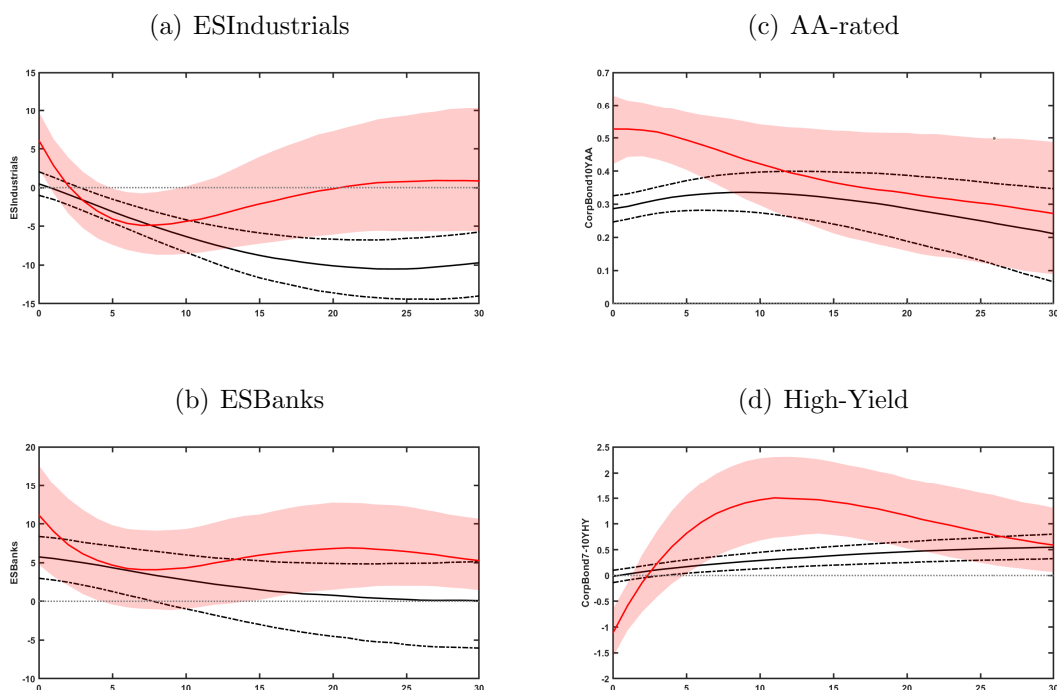 (a) ESIndustrials
ESIndustrials
15
10
5
0
-5
-10
-15
0 5 10 15 20 25 30
(c) AA-rated
CorpBond10YAA
0.7
0.6
0.5
0.4
0.3
0.2
0.1
0
0 5 10 15 20 25 30
(b) ESBanks
ESBanks
20
15
10
5
0
-5
-10
0 5 10 15 20 25 30
(d) High-Yield
CorpBond7-10YHY
2.5
2
1.5
1
0.5
0
-0.5
-1
-1.5
-2
0 5 10 15 20 25 30